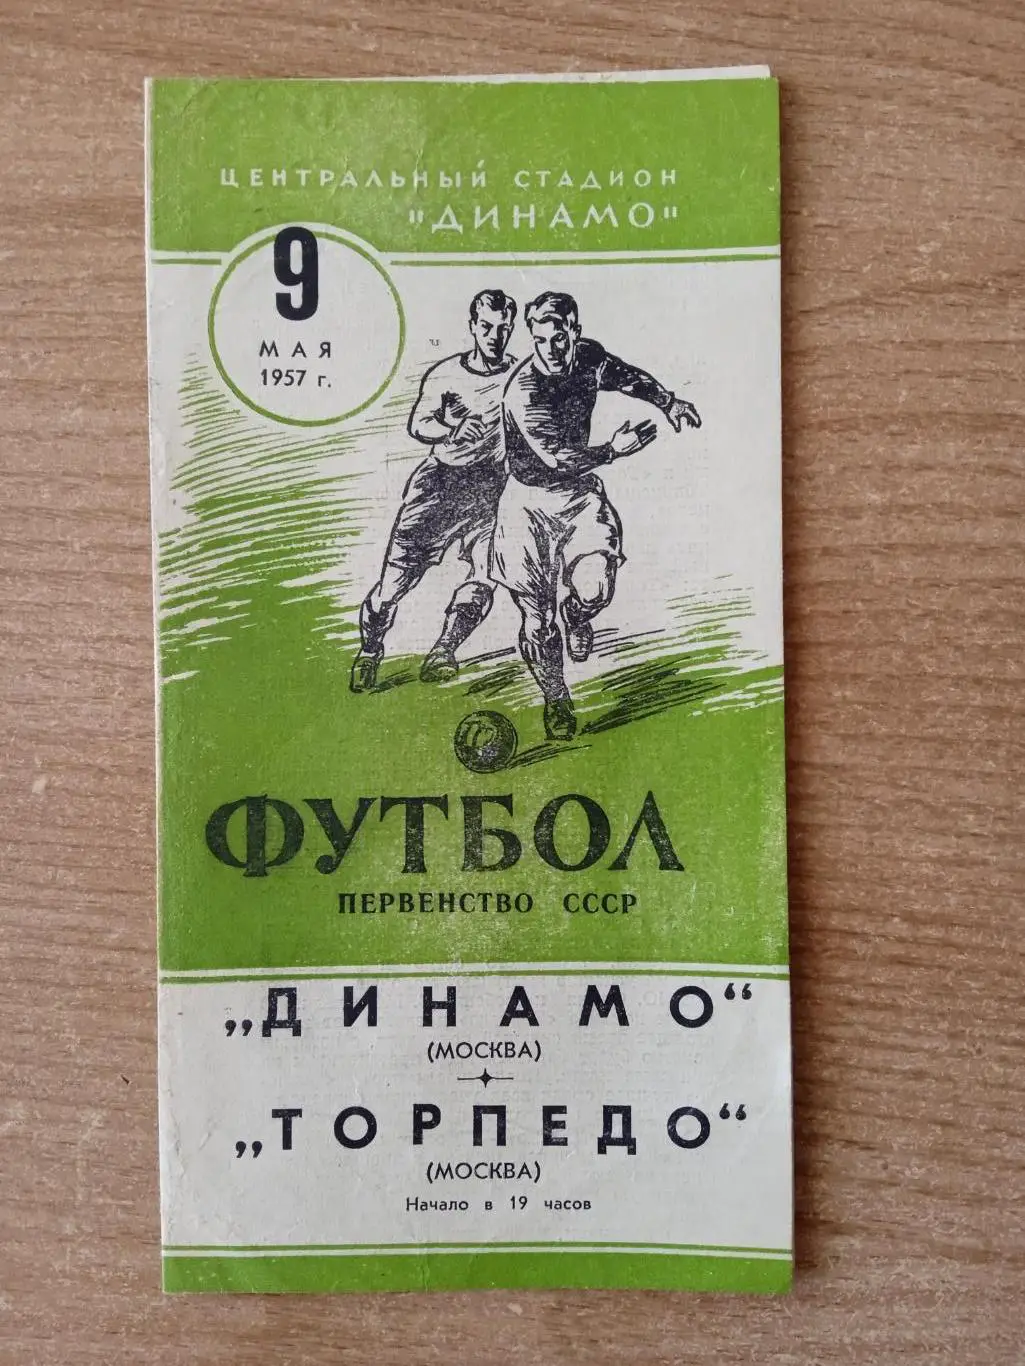 ЦЕНТРАЛЬНЫЙ СТАДИОН
"ДИНАМО"
9
МАЯ
1957 г.
ФУТБОЛ
ПЕРВЕНСТВО СССР
„ДИНАМО“
(МОСКВА)
„ТОРПЕДО“
(МОСКВА)
Начало в 19 часов